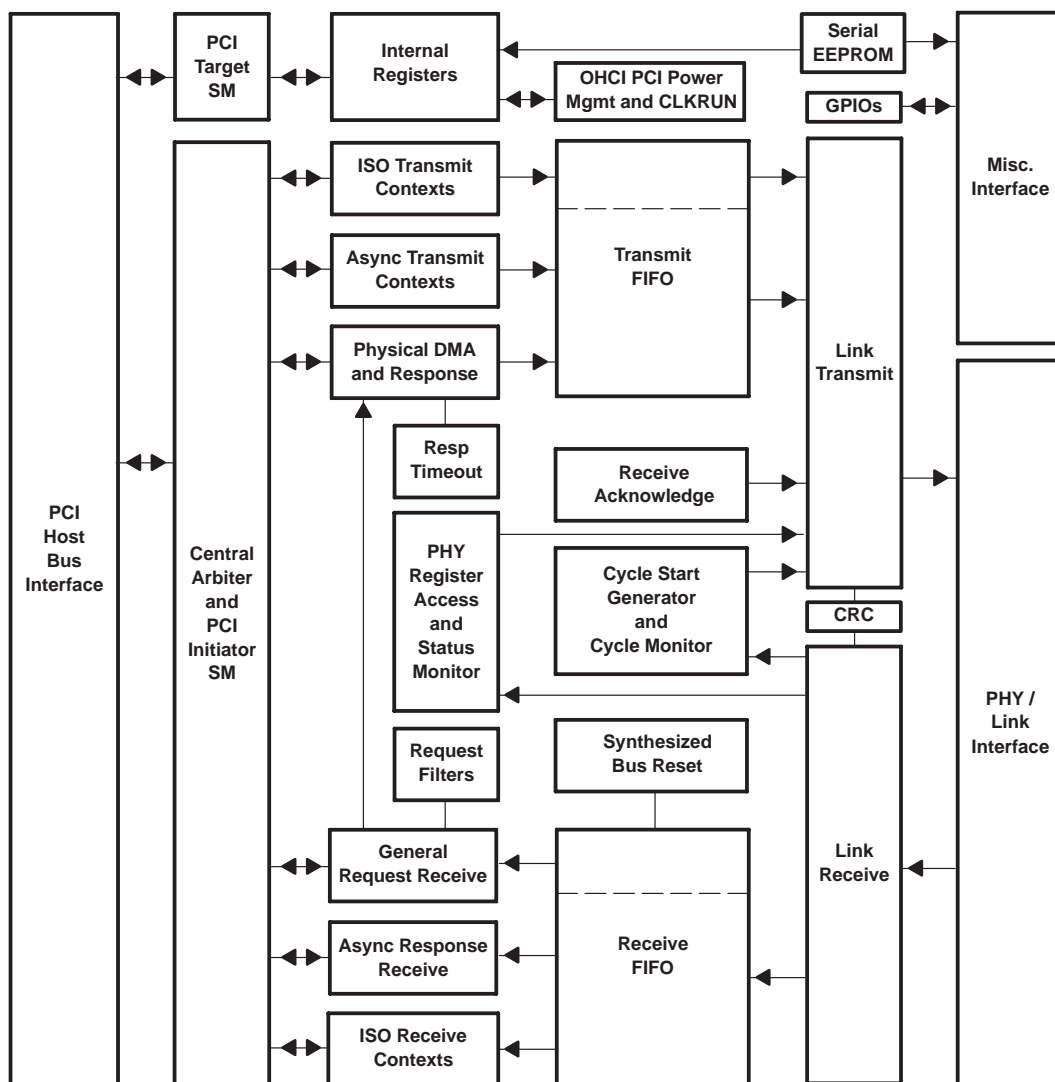 PCI
Target
SM
Internal
Registers
Serial
EEPROM
OHCI PCI Power
Mgmt and CLKRUN
GPIOs
Misc.
Interface
ISO Transmit
Contexts
Async Transmit
Contexts
Transmit
FIFO
Physical DMA
and Response
Link
Transmit
Resp
Timeout
Receive
Acknowledge
PCI
Host
Bus
Interface
Central
Arbiter
and
PCI
Initiator
SM
PHY
Register
Access
and
Status
Monitor
Cycle Start
Generator
and
Cycle Monitor
CRC
PHY /
Link
Interface
Request
Filters
Synthesized
Bus Reset
General
Request Receive
Link
Receive
Async Response
Receive
Receive
FIFO
ISO Receive
Contexts